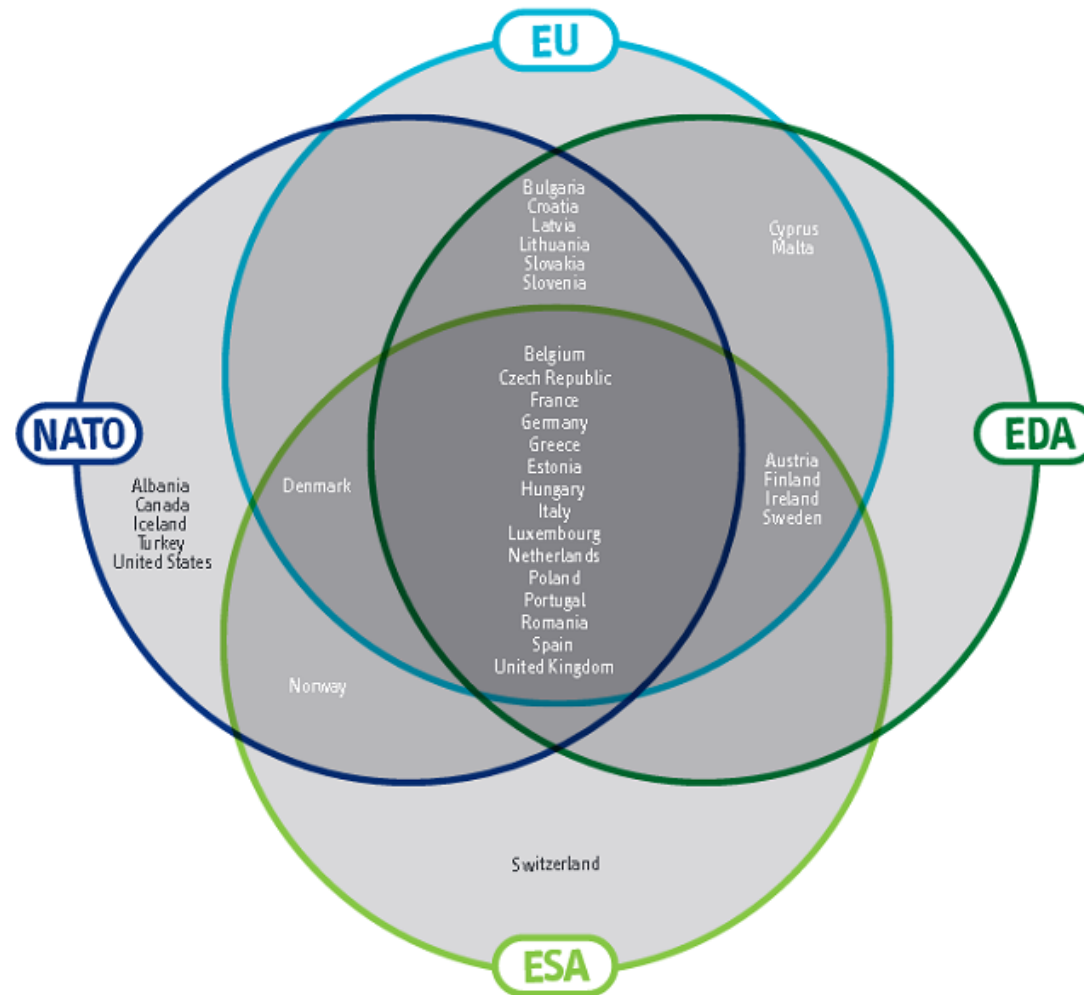 EU
Bulgaria
Croatia
Latvia
Lithuania
Slovakia
Slovenia
Cyprus
Malta
Belgium
Czech Republic
France
Germany
Greece
Estonia
Hungary
Italy
Luxembourg
Netherlands
Poland
Portugal
Romania
Spain
United Kingdom
NATO
EDA
Albania
Canada
Iceland
Turkey
United States
Denmark
Austria
Finland
Ireland
Sweden
Norway
Switzerland
ESA